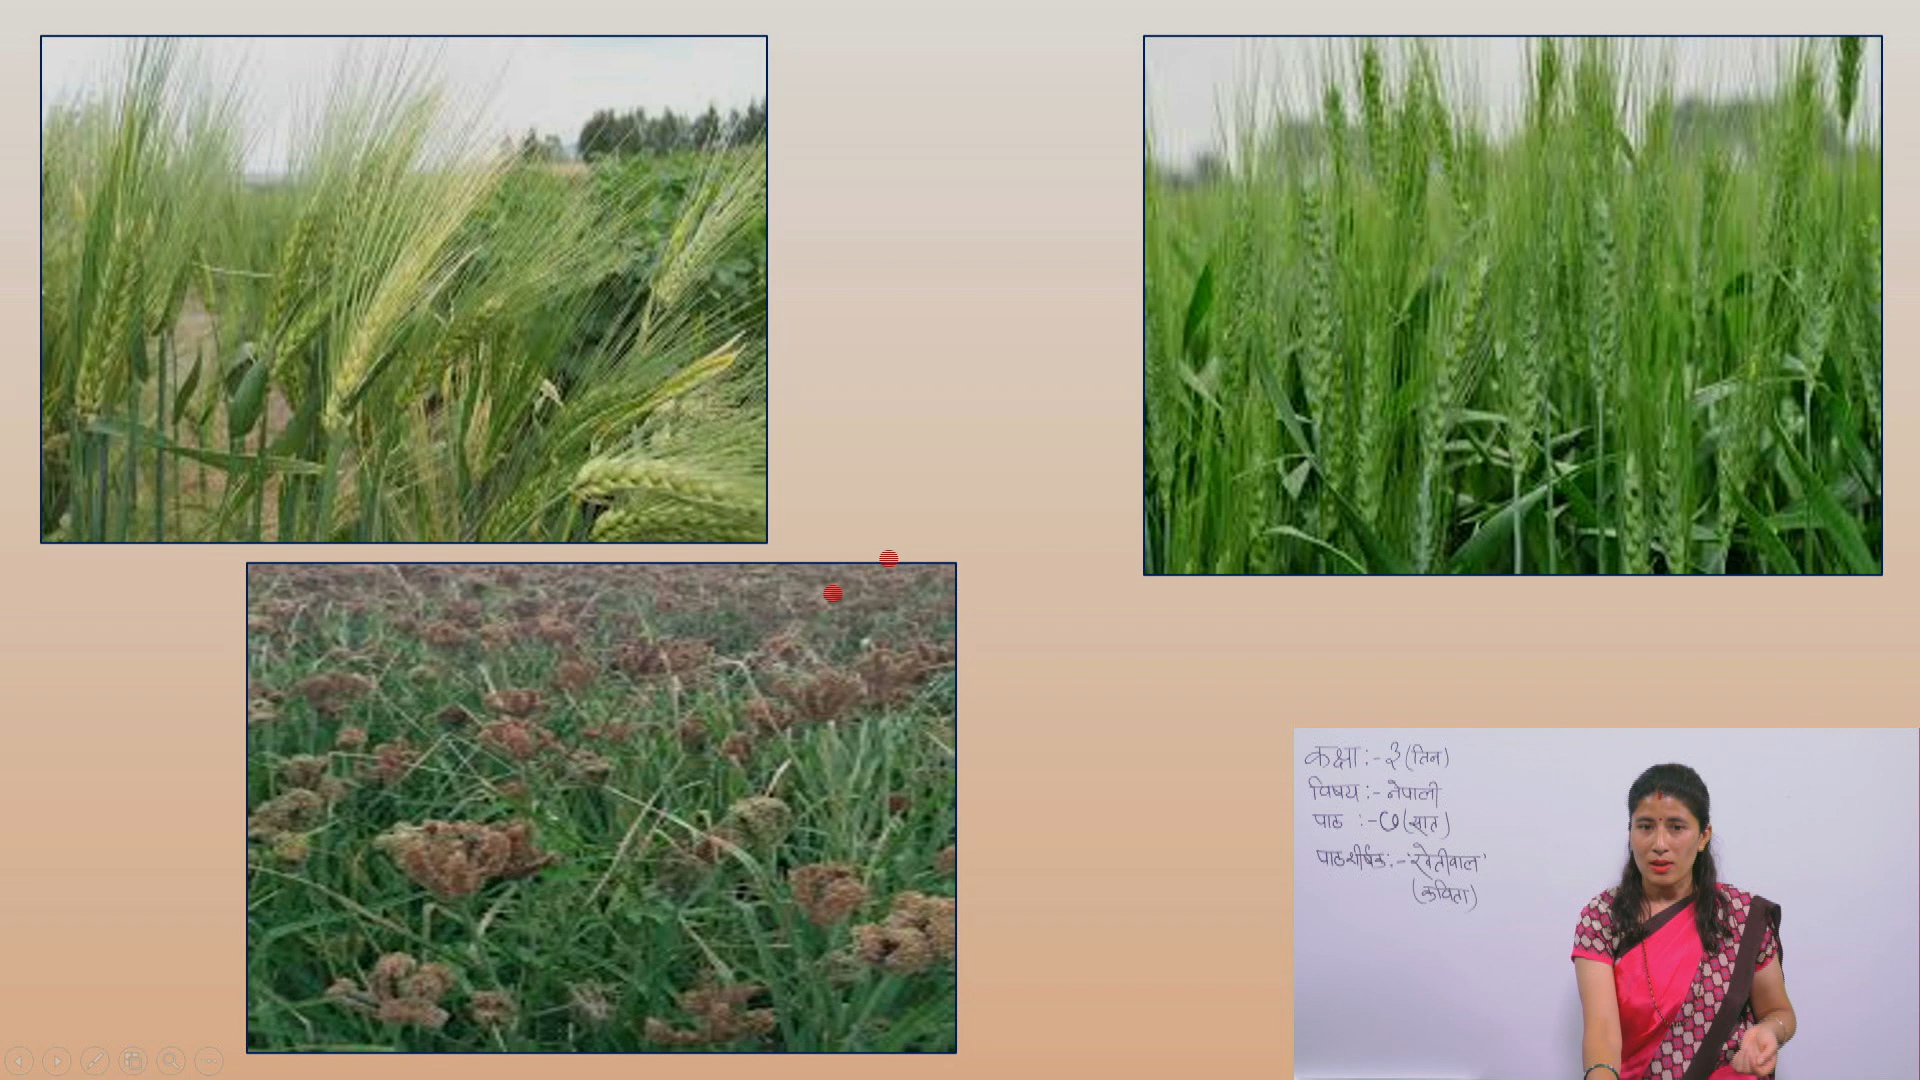 कक्षा :- ३ (तिन)
विषय :- नेपाली
पाठ :- ७ (सात)
पाठशीर्षक :- 'खेतीवाल'
(कविता)